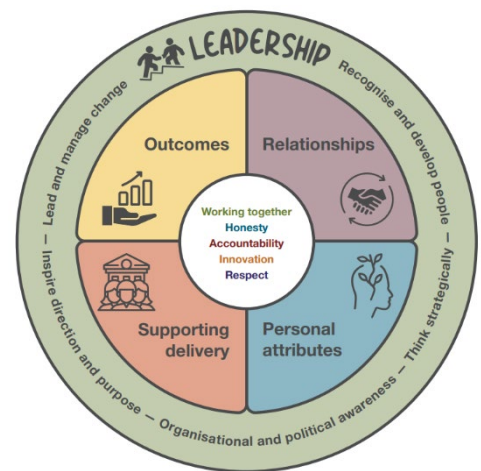 LEADERSHIP
Lead and manage change
Recognise and develop people — Think strategically — Organisational and political awareness — Inspire direction and purpose —
Outcomes
Relationships
Working together
Honesty
Accountability
Innovation
Respect
Supporting
delivery
Personal
attributes